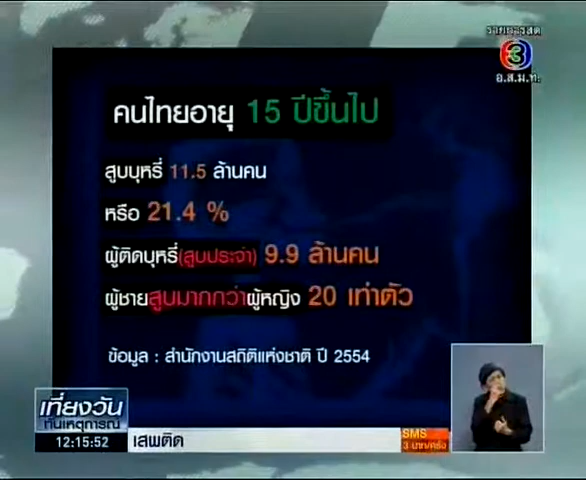 รายการสด
3
อ.ส.ม.ท.
คนไทยอายุ 15 ปีขึ้นไป
สูบบุหรี่ 11.5 ล้านคน
หรือ 21.4 %
ผู้ติดบุหรี่(สูบประจำ) 9.9 ล้านคน
ผู้ชายสูบมากกว่าผู้หญิง 20 เท่าตัว
ข้อมูล : สำนักงานสถิติแห่งชาติ ปี 2554
เที่ยงวัน
ทันเหตุการณ์
12:15:52
เสพติด
SMS
3 บาท/ครั้ง